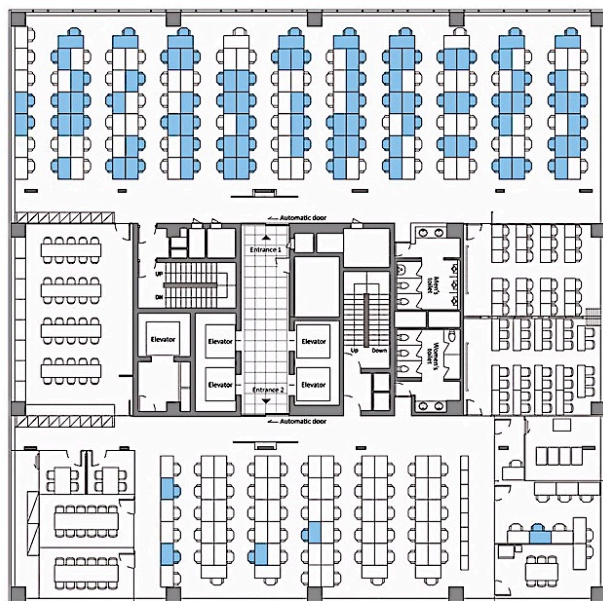 ← Automatic door
Entrance 1
UP
DN
Men's
toilet
Elevator
Elevator
Elevator
Up
Down
Women's
toilet
Elevator
Elevator
Entrance 2
← Automatic door